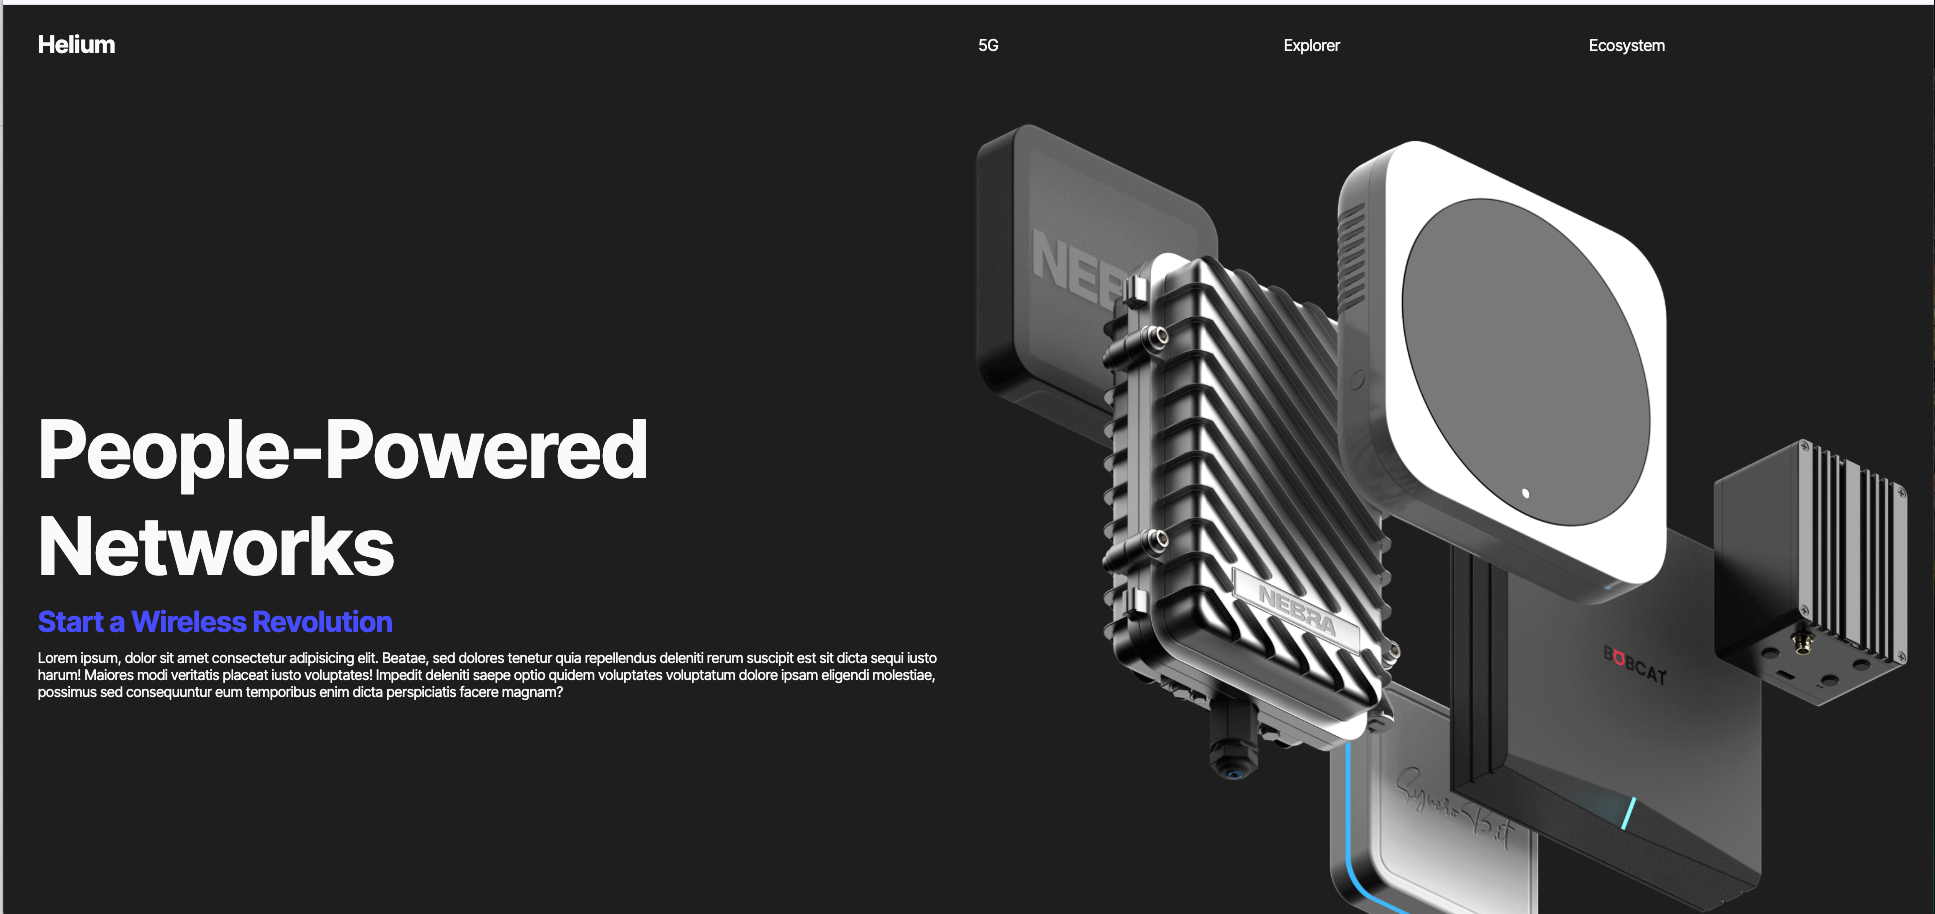 Helium
5G
Explorer
Ecosystem
NEB
NEBRA
BOBCAT
People-Powered
Networks
Start a Wireless Revolution
Lorem ipsum, dolor sit amet consectetur adipisicing elit. Beatae, sed dolores tenetur quia repellendus deleniti rerum suscipit est sit dicta sequi iusto
harum! Maiores modi veritatis placeat iusto voluptates! Impedit deleniti saepe optio quidem voluptates voluptatum dolore ipsam eligendi molestiae,
possimus sed consequuntur eum temporibus enim dicta perspiciatis facere magnam?